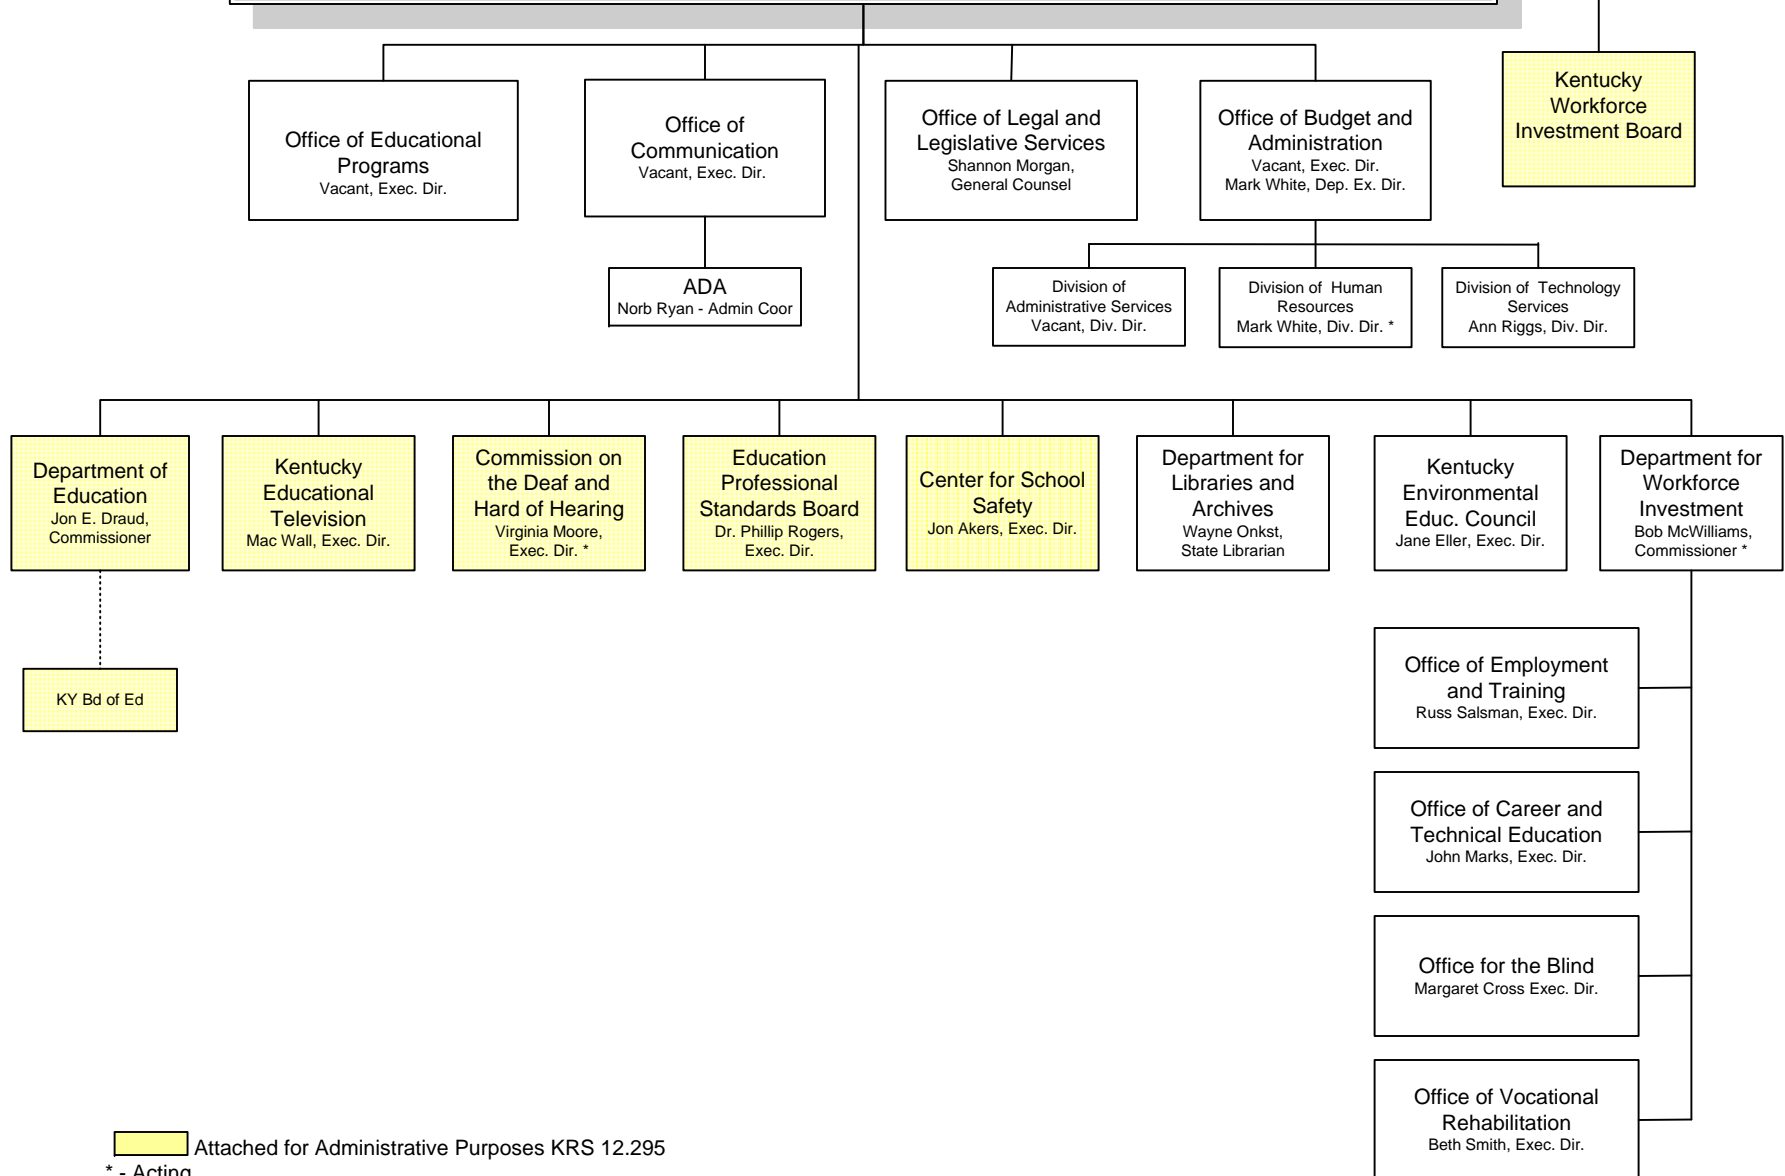 Kentucky
Workforce
Investment Board
Office of Educational
Programs
Vacant, Exec. Dir.
Office of
Communication
Vacant, Exec. Dir.
Office of Legal and
Legislative Services
Shannon Morgan,
General Counsel
Office of Budget and
Administration
Vacant, Exec. Dir.
Mark White, Dep. Ex. Dir.
ADA
Norb Ryan - Admin Coor
Division of
Administrative Services
Vacant, Div. Dir.
Division of Human
Resources
Mark White, Div. Dir. *
Division of Technology
Services
Ann Riggs, Div. Dir.
Department of
Education
Jon E. Draud,
Commissioner
Kentucky
Educational
Television
Mac Wall, Exec. Dir.
Commission on
the Deaf and
Hard of Hearing
Virginia Moore,
Exec. Dir. *
Education
Professional
Standards Board
Dr. Phillip Rogers,
Exec. Dir.
Center for School
Safety
Jon Akers, Exec. Dir.
Department for
Libraries and
Archives
Wayne Onkst,
State Librarian
Kentucky
Environmental
Educ. Council
Jane Eller, Exec. Dir.
Department for
Workforce
Investment
Bob McWilliams,
Commissioner *
KY Bd of Ed
Office of Employment
and Training
Russ Salsman, Exec. Dir.
Office of Career and
Technical Education
John Marks, Exec. Dir.
Office for the Blind
Margaret Cross Exec. Dir.
Office of Vocational
Rehabilitation
Beth Smith, Exec. Dir.
Attached for Administrative Purposes KRS 12.295
* - Acting